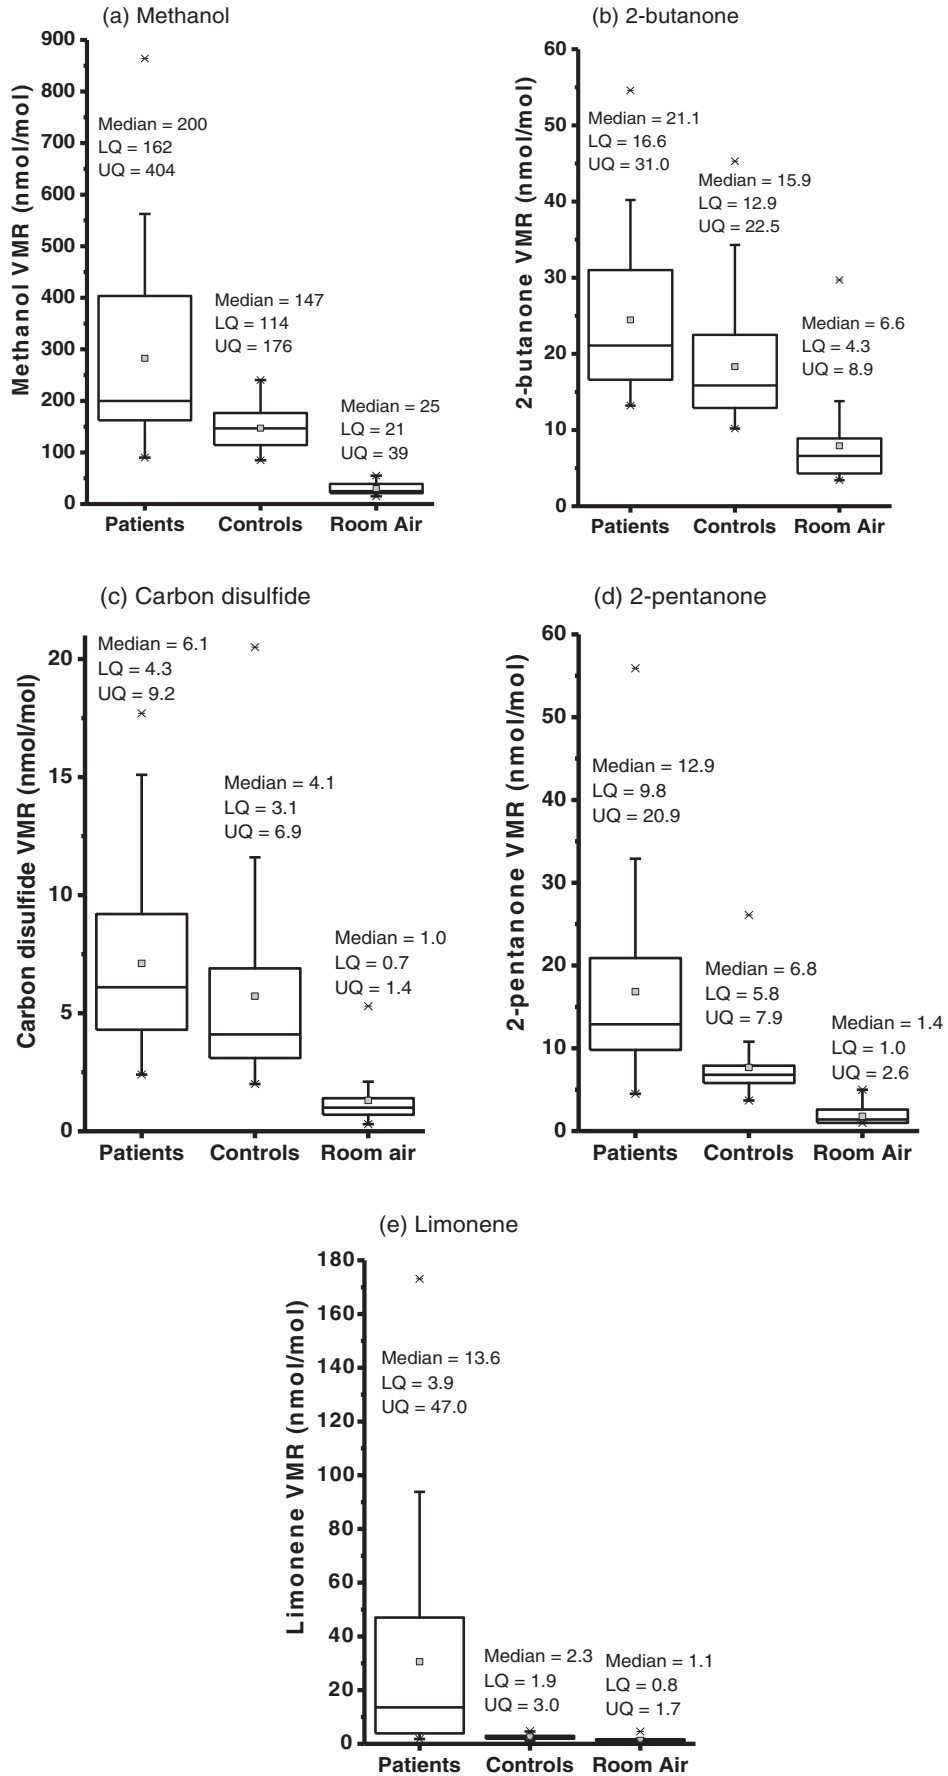 (a) Methanol
Methanol VMR (nmol/mol)
900
800
700
600
500
400
300
200
100
0
Median = 200
LQ = 162
UQ = 404
Median = 147
LQ = 114
UQ = 176
Median = 25
LQ = 21
UQ = 39
Patients
Controls
Room Air
(b) 2-butanone
2-butanone VMR (nmol/mol)
60
50
40
30
20
10
0
Median = 21.1
LQ = 16.6
UQ = 31.0
Median = 15.9
LQ = 12.9
UQ = 22.5
Median = 6.6
LQ = 4.3
UQ = 8.9
Patients
Controls
Room Air
(c) Carbon disulfide
Carbon disulfide VMR (nmol/mol)
20
15
10
5
0
Median = 6.1
LQ = 4.3
UQ = 9.2
Median = 4.1
LQ = 3.1
UQ = 6.9
Median = 1.0
LQ = 0.7
UQ = 1.4
Patients
Controls
Room air
(d) 2-pentanone
2-pentanone VMR (nmol/mol)
60
50
40
30
20
10
0
Median = 12.9
LQ = 9.8
UQ = 20.9
Median = 6.8
LQ = 5.8
UQ = 7.9
Median = 1.4
LQ = 1.0
UQ = 2.6
Patients
Controls
Room Air
(e) Limonene
Limonene VMR (nmol/mol)
180
160
140
120
100
80
60
40
20
0
Median = 13.6
LQ = 3.9
UQ = 47.0
Median = 2.3
LQ = 1.9
UQ = 3.0
Median = 1.1
LQ = 0.8
UQ = 1.7
Patients
Controls
Room Air